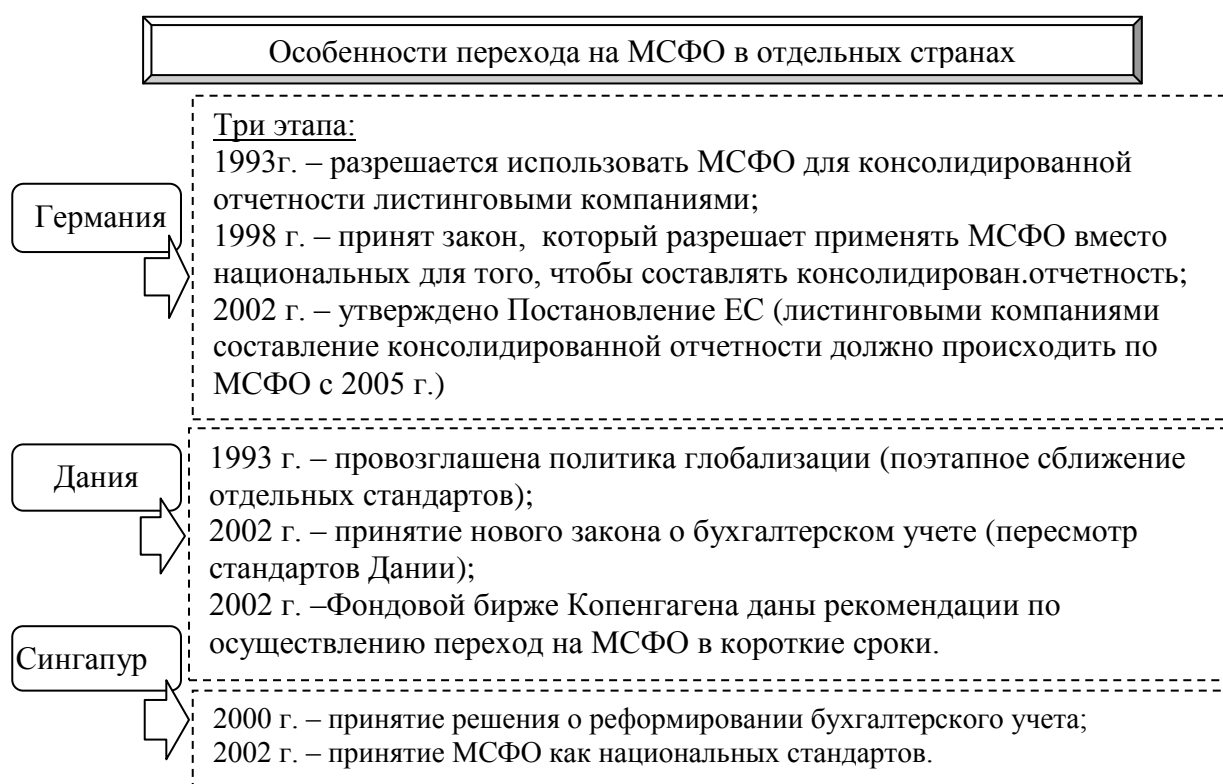 Особенности перехода на МСФО в отдельных странах
Германия
Три этапа:
1993г. – разрешается использовать МСФО для консолидированной
отчетности листинговыми компаниями;
1998 г. – принят закон, который разрешает применять МСФО вместо
национальных для того, чтобы составлять консолидирован.отчетность;
2002 г. – утверждено Постановление ЕС (листинговыми компаниями
составление консолидированной отчетности должно происходить по
МСФО с 2005 г.)
Дания
1993 г. – провозглашена политика глобализации (поэтапное сближение
отдельных стандартов);
2002 г. – принятие нового закона о бухгалтерском учете (пересмотр
стандартов Дании);
2002 г. –Фондовой бирже Копенгагена даны рекомендации по
осуществлению переход на МСФО в короткие сроки.
Сингапур
2000 г. – принятие решения о реформировании бухгалтерского учета;
2002 г. – принятие МСФО как национальных стандартов.